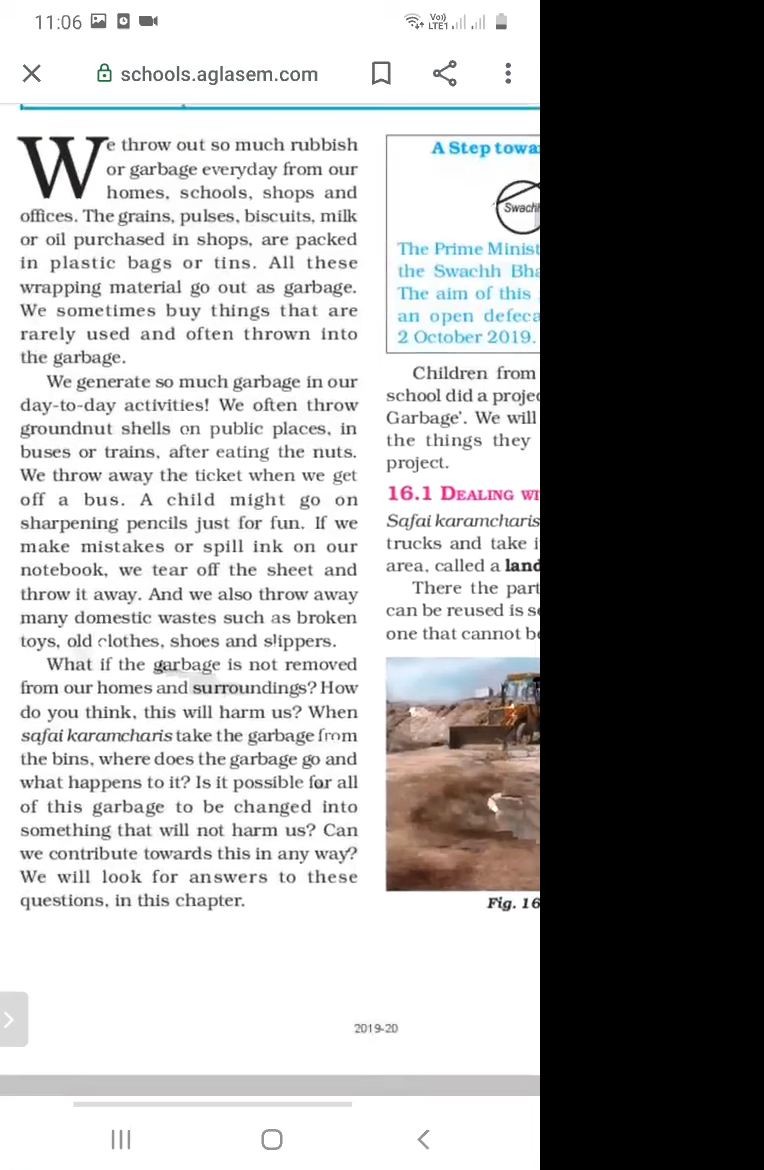 11:06
Vo)) LTE1
schools.aglasem.com
We throw out so much rubbish
or garbage everyday from our
homes, schools, shops and
offices. The grains, pulses, biscuits, milk
or oil purchased in shops, are packed
in plastic bags or tins. All these
wrapping material go out as garbage.
We sometimes buy things that are
rarely used and often thrown into
the garbage.
We generate so much garbage in our
day-to-day activities! We often throw
groundnut shells on public places, in
buses or trains, after eating the nuts.
We throw away the ticket when we get
off a bus. A child might go on
sharpening pencils just for fun. If we
make mistakes or spill ink on our
notebook, we tear off the sheet and
throw it away. And we also throw away
many domestic wastes such as broken
toys, old clothes, shoes and slippers.
What if the garbage is not removed
from our homes and surroundings? How
do you think, this will harm us? When
safai karamcharis take the garbage from
the bins, where does the garbage go and
what happens to it? Is it possible for all
of this garbage to be changed into
something that will not harm us? Can
we contribute towards this in any way?
We will look for answers to these
questions, in this chapter.
A Step towa
Swachh
The Prime Minist
the Swachh Bha
The aim of this
an open defeca
2 October 2019.
Children from
school did a projec
Garbage'. We will
the things they
project.
16.1 DEALING WI
Safai karamcharis
trucks and take i
area, called a land
There the part
can be reused is se
one that cannot be
Fig. 16
2019-20